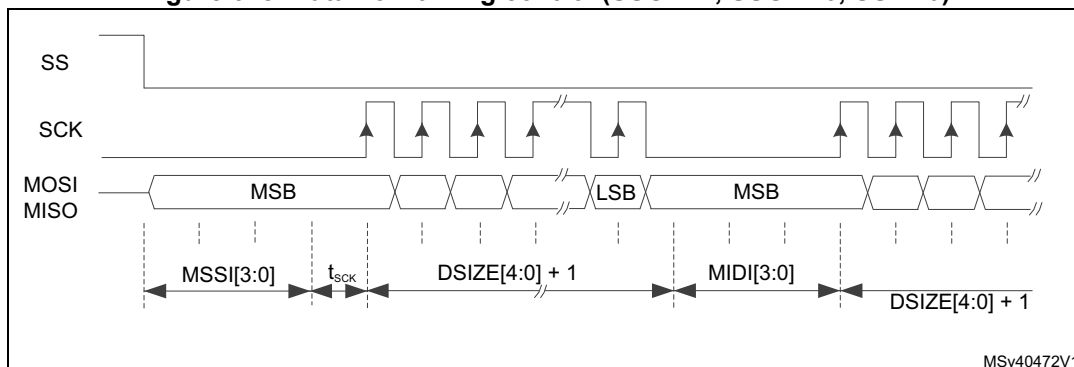 SS
SCK
MOSI
MISO
MSB
LSB
MSB
MSSI[3:0]
tSCK
DSIZE[4:0] + 1
MIDI[3:0]
DSIZE[4:0] + 1
MSv40472V1